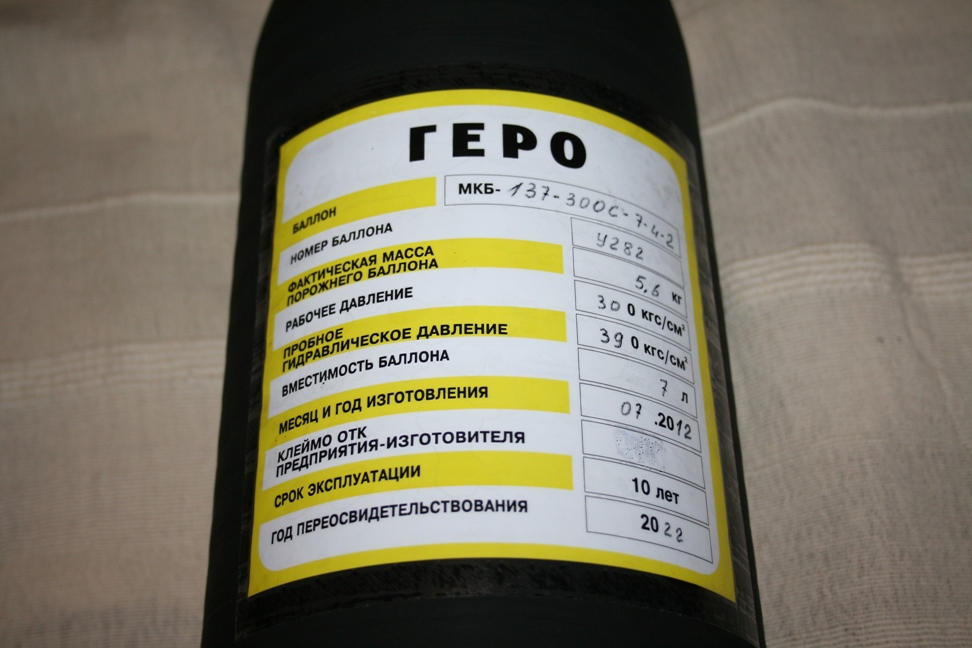 ГЕРО
БАЛЛОН МКБ-137-300С-7-4-2
НОМЕР БАЛЛОНА У282
ФАКТИЧЕСКАЯ МАССА
ПОРОЖНЕГО БАЛЛОНА 5,6 кг
РАБОЧЕЕ ДАВЛЕНИЕ 300 КГС/СМ²
ПРОБНОЕ
ГИДРАВЛИЧЕСКОЕ ДАВЛЕНИЕ 390 КГС/СМ²
ВМЕСТИМОСТЬ БАЛЛОНА 7 л
МЕСЯЦ И ГОД ИЗГОТОВЛЕНИЯ 07.2012
КЛЕЙМО ОТК
ПРЕДПРИЯТИЯ-ИЗГОТОВИТЕЛЯ
СРОК ЭКСПЛУАТАЦИИ 10 лет
ГОД ПЕРЕОСВИДЕТЕЛЬСТВОВАНИЯ 2022